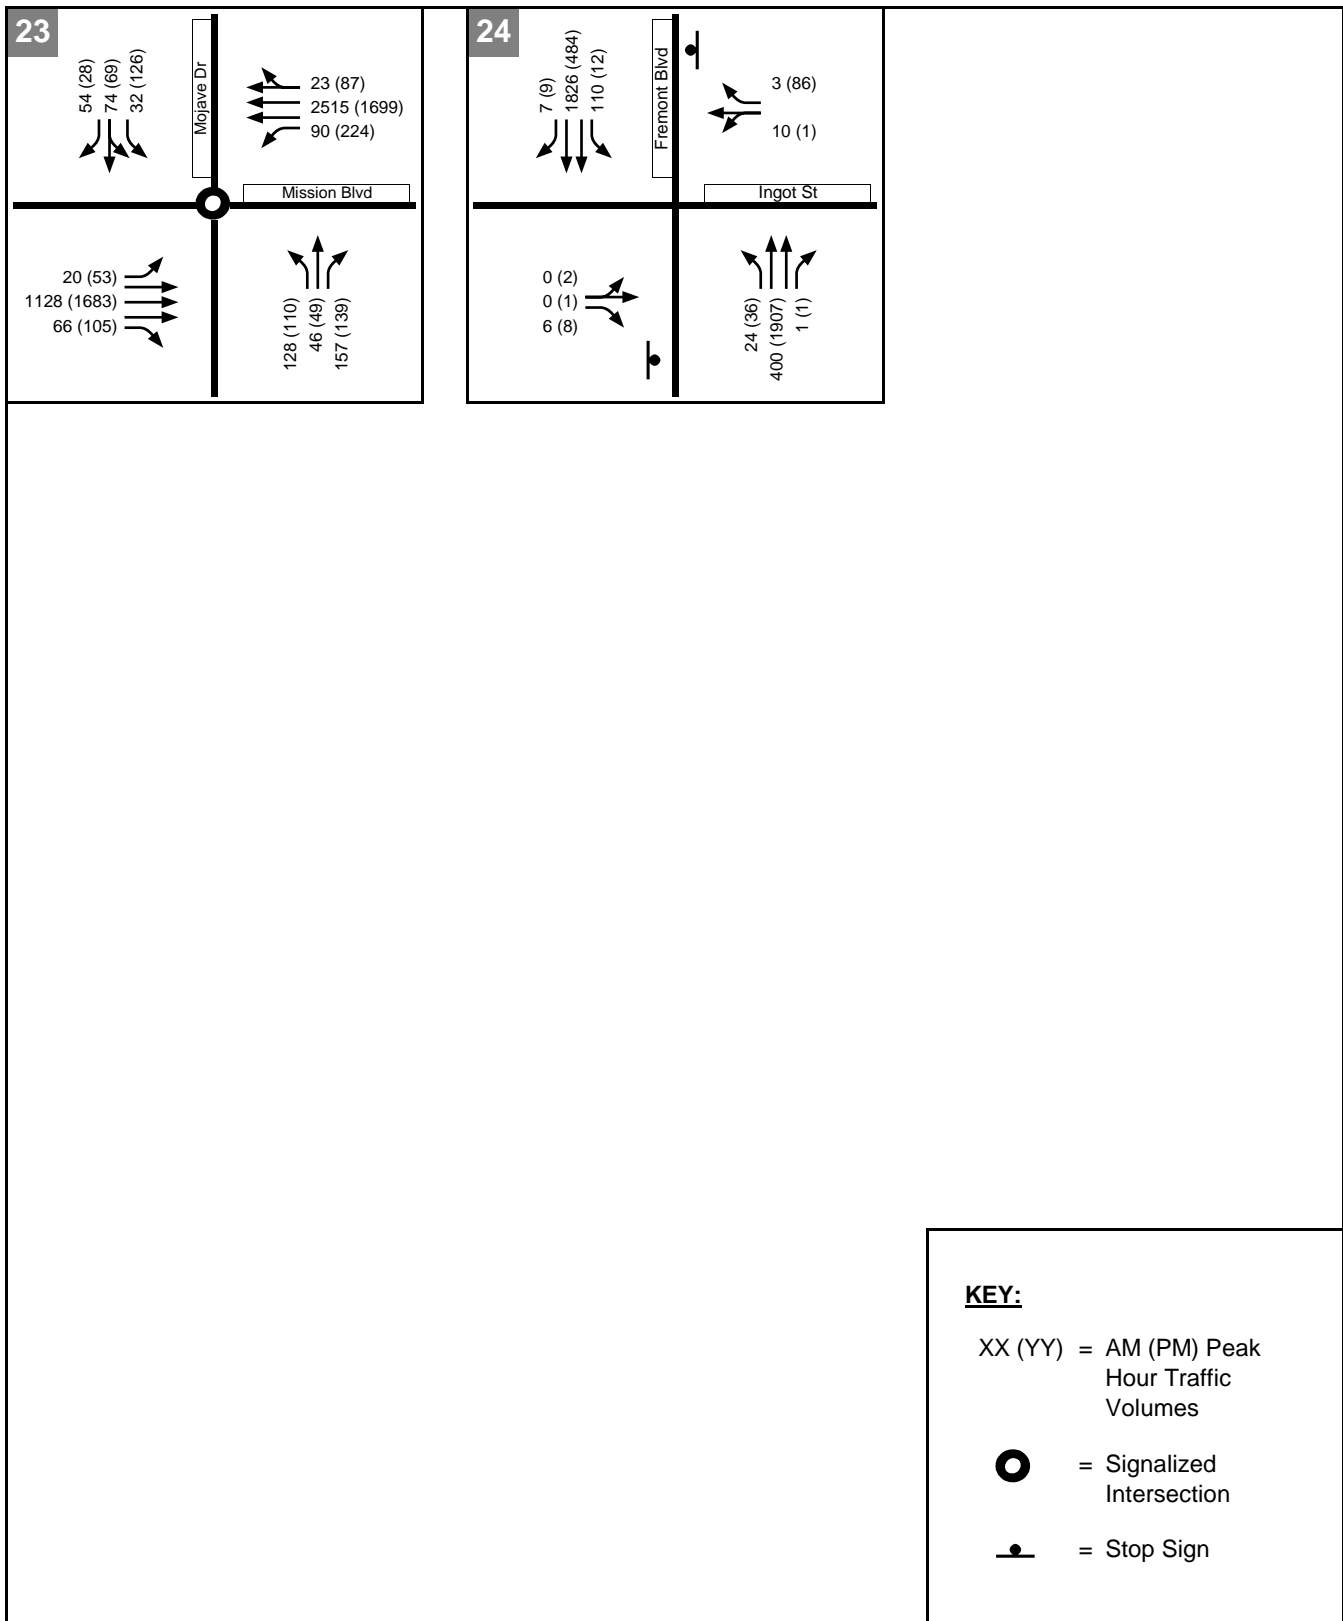 23
54 (28)
74 (69)
32 (126)
Mojave Dr
23 (87)
2515 (1699)
90 (224)
Mission Blvd
20 (53)
1128 (1683)
66 (105)
128 (110)
46 (49)
157 (139)
24
7 (9)
1826 (484)
110 (12)
Fremont Blvd
3 (86)
10 (1)
Ingot St
0 (2)
0 (1)
6 (8)
24 (36)
400 (1907)
1 (1)
KEY:
XX (YY) = AM (PM) Peak
Hour Traffic
Volumes
= Signalized
Intersection
= Stop Sign